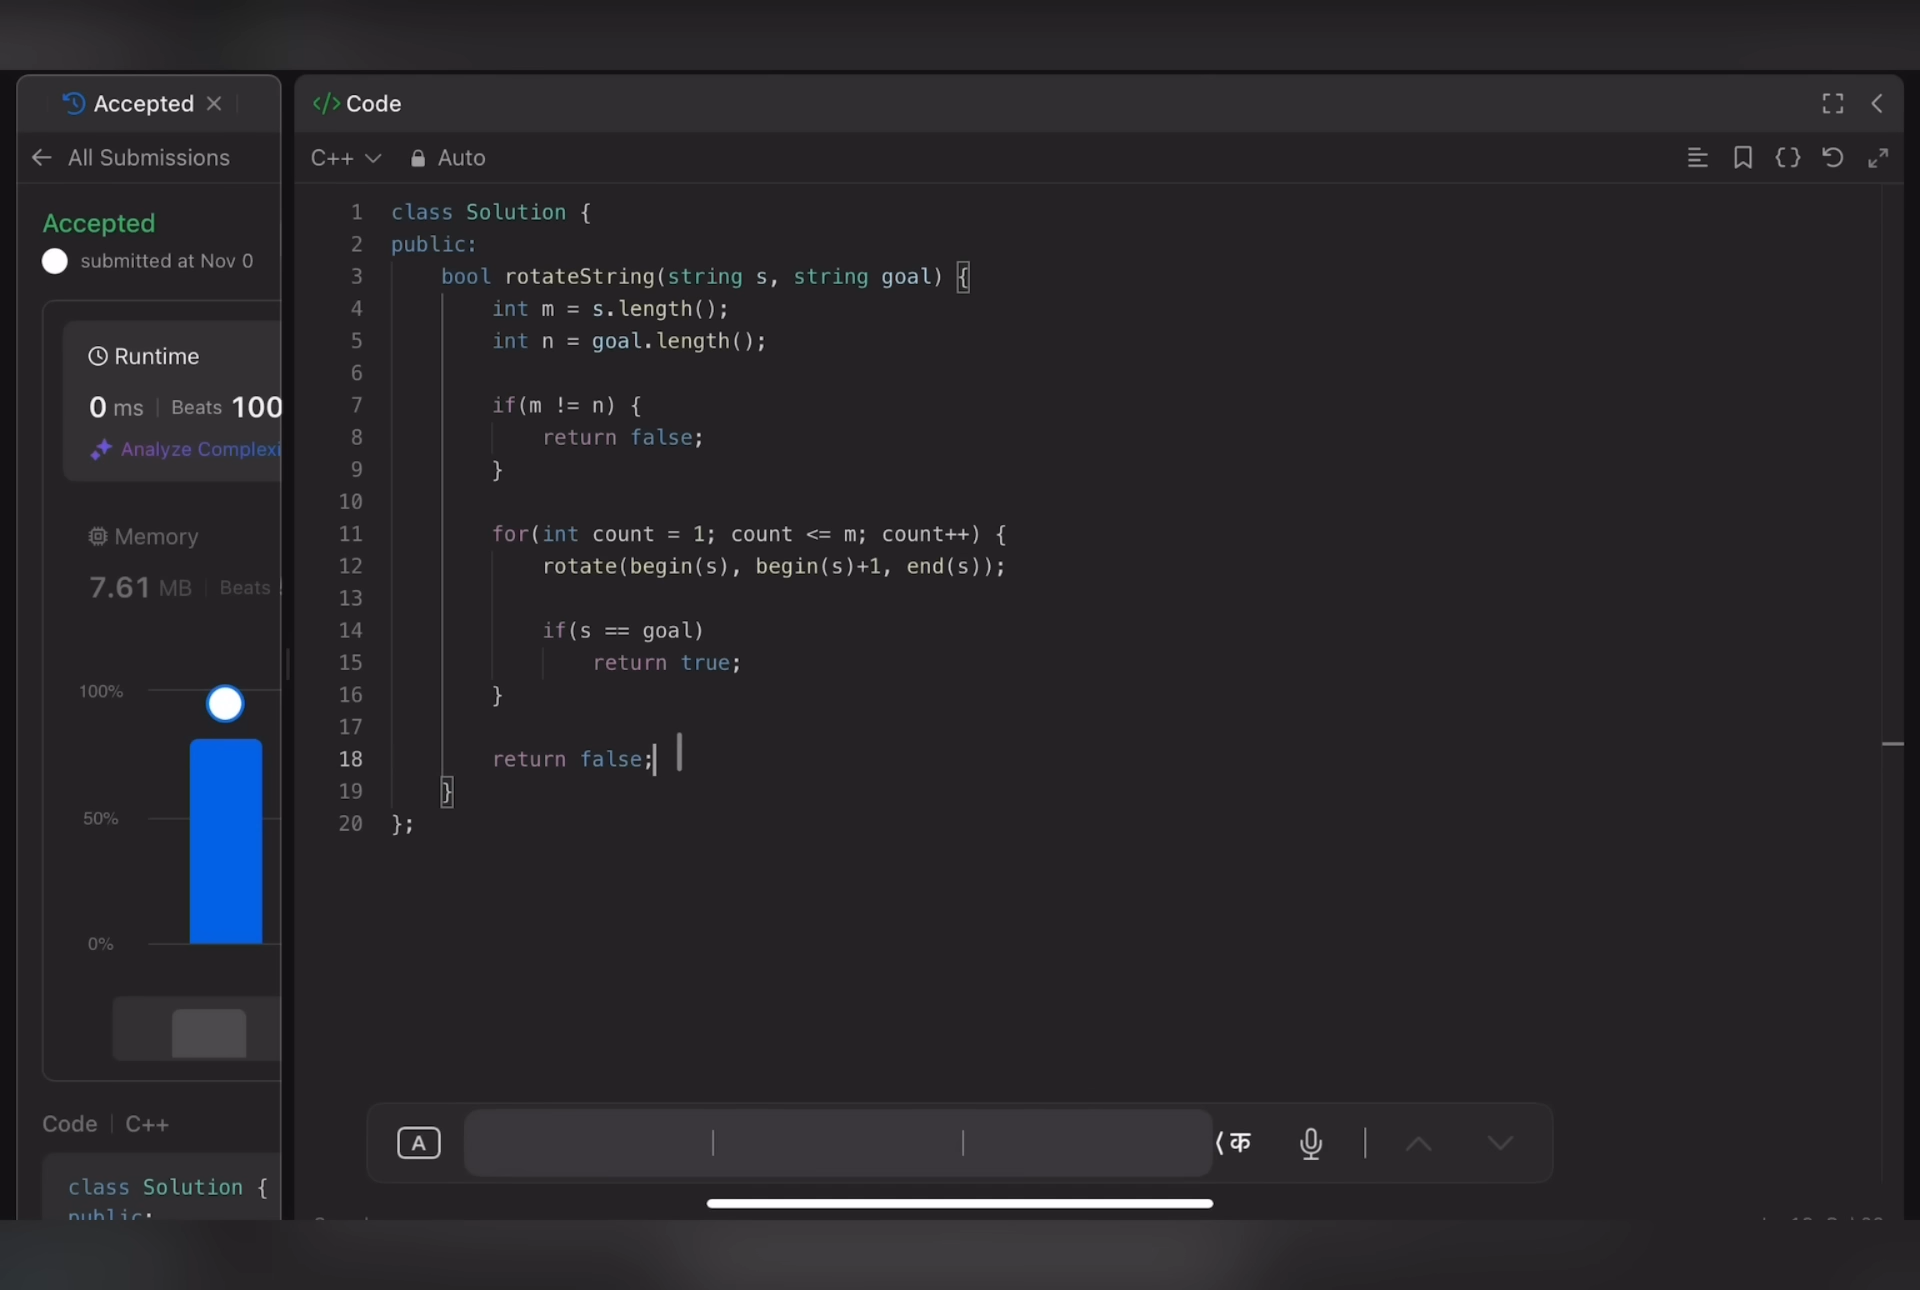 Accepted
All Submissions
Accepted
submitted at Nov 0
Runtime
0 ms | Beats 100
Analyze Complexi
Memory
7.61 MB | Beats
100%
50%
0%
Code | C++
class Solution {
public:
</> Code
C++ Auto
1 class Solution {
2 public:
3 bool rotateString(string s, string goal) {
4 int m = s.length();
5 int n = goal.length();
6
7 if(m != n) {
8 return false;
9 }
10
11 for(int count = 1; count <= m; count++) {
12 rotate(begin(s), begin(s)+1, end(s));
13
14 if(s == goal)
15 return true;
16 }
17
18 return false;
19 }
20 };
A
क